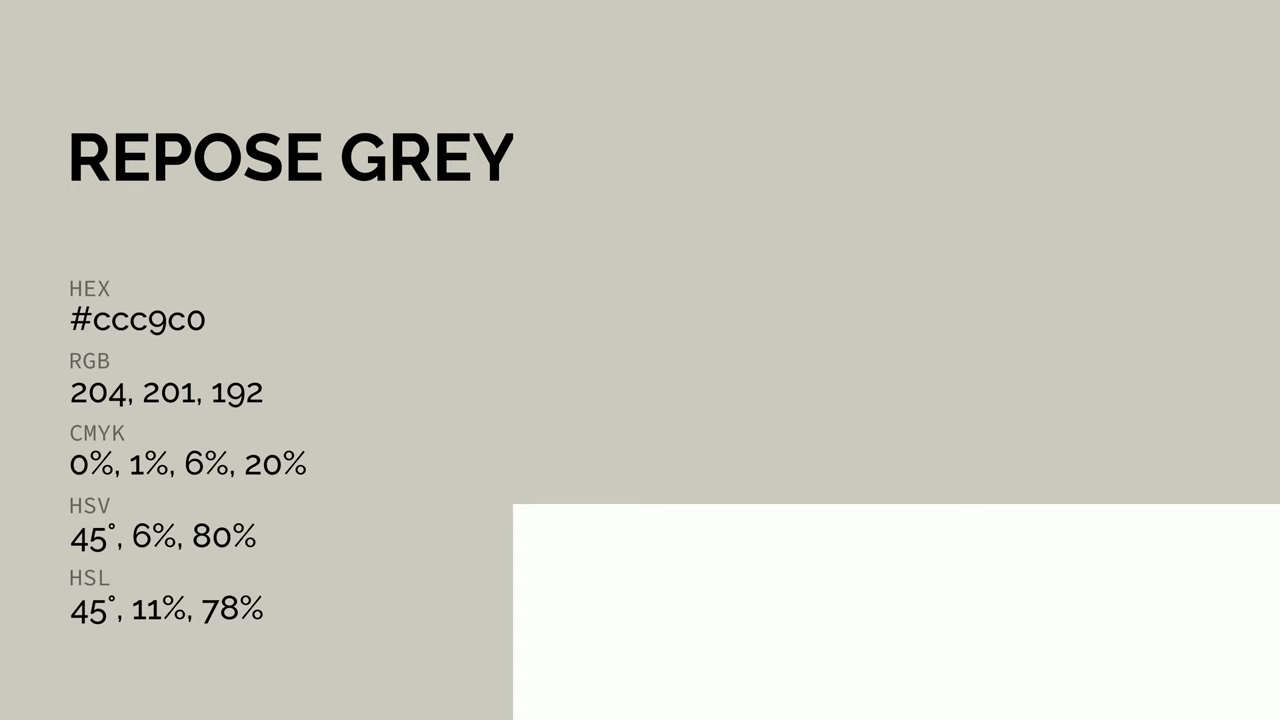 REPOSE GREY
HEX
#ccc9c0
RGB
204, 201, 192
CMYK
0%, 1%, 6%, 20%
HSV
45°, 6%, 80%
HSL
45°, 11%, 78%